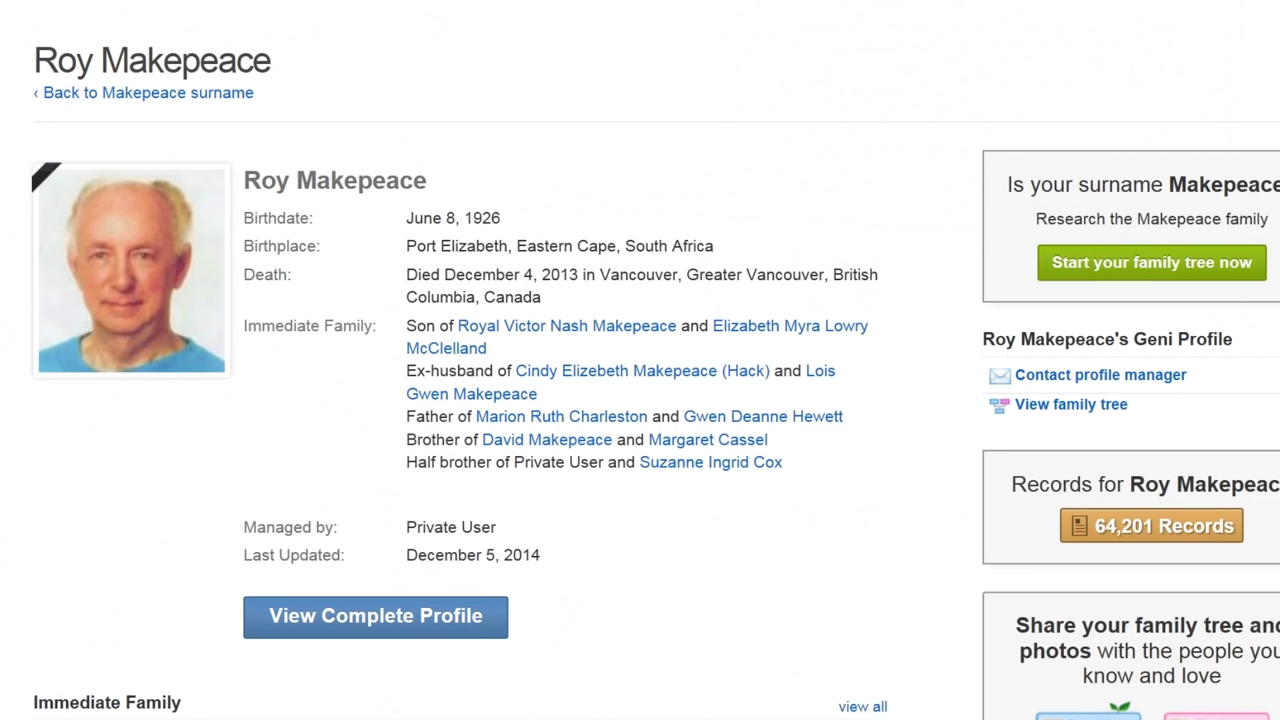 Roy Makepeace
‹ Back to Makepeace surname
Roy Makepeace
Birthdate: June 8, 1926
Birthplace: Port Elizabeth, Eastern Cape, South Africa
Death: Died December 4, 2013 in Vancouver, Greater Vancouver, British
Columbia, Canada
Immediate Family: Son of Royal Victor Nash Makepeace and Elizabeth Myra Lowry
McClelland
Ex-husband of Cindy Elizebeth Makepeace (Hack) and Lois
Gwen Makepeace
Father of Marion Ruth Charleston and Gwen Deanne Hewett
Brother of David Makepeace and Margaret Cassel
Half brother of Private User and Suzanne Ingrid Cox
Managed by: Private User
Last Updated: December 5, 2014
View Complete Profile
Immediate Family
view all
Is your surname Makepeace
Research the Makepeace family
Start your family tree now
Roy Makepeace's Geni Profile
Contact profile manager
View family tree
Records for Roy Makepeac
64,201 Records
Share your family tree and
photos with the people you
know and love